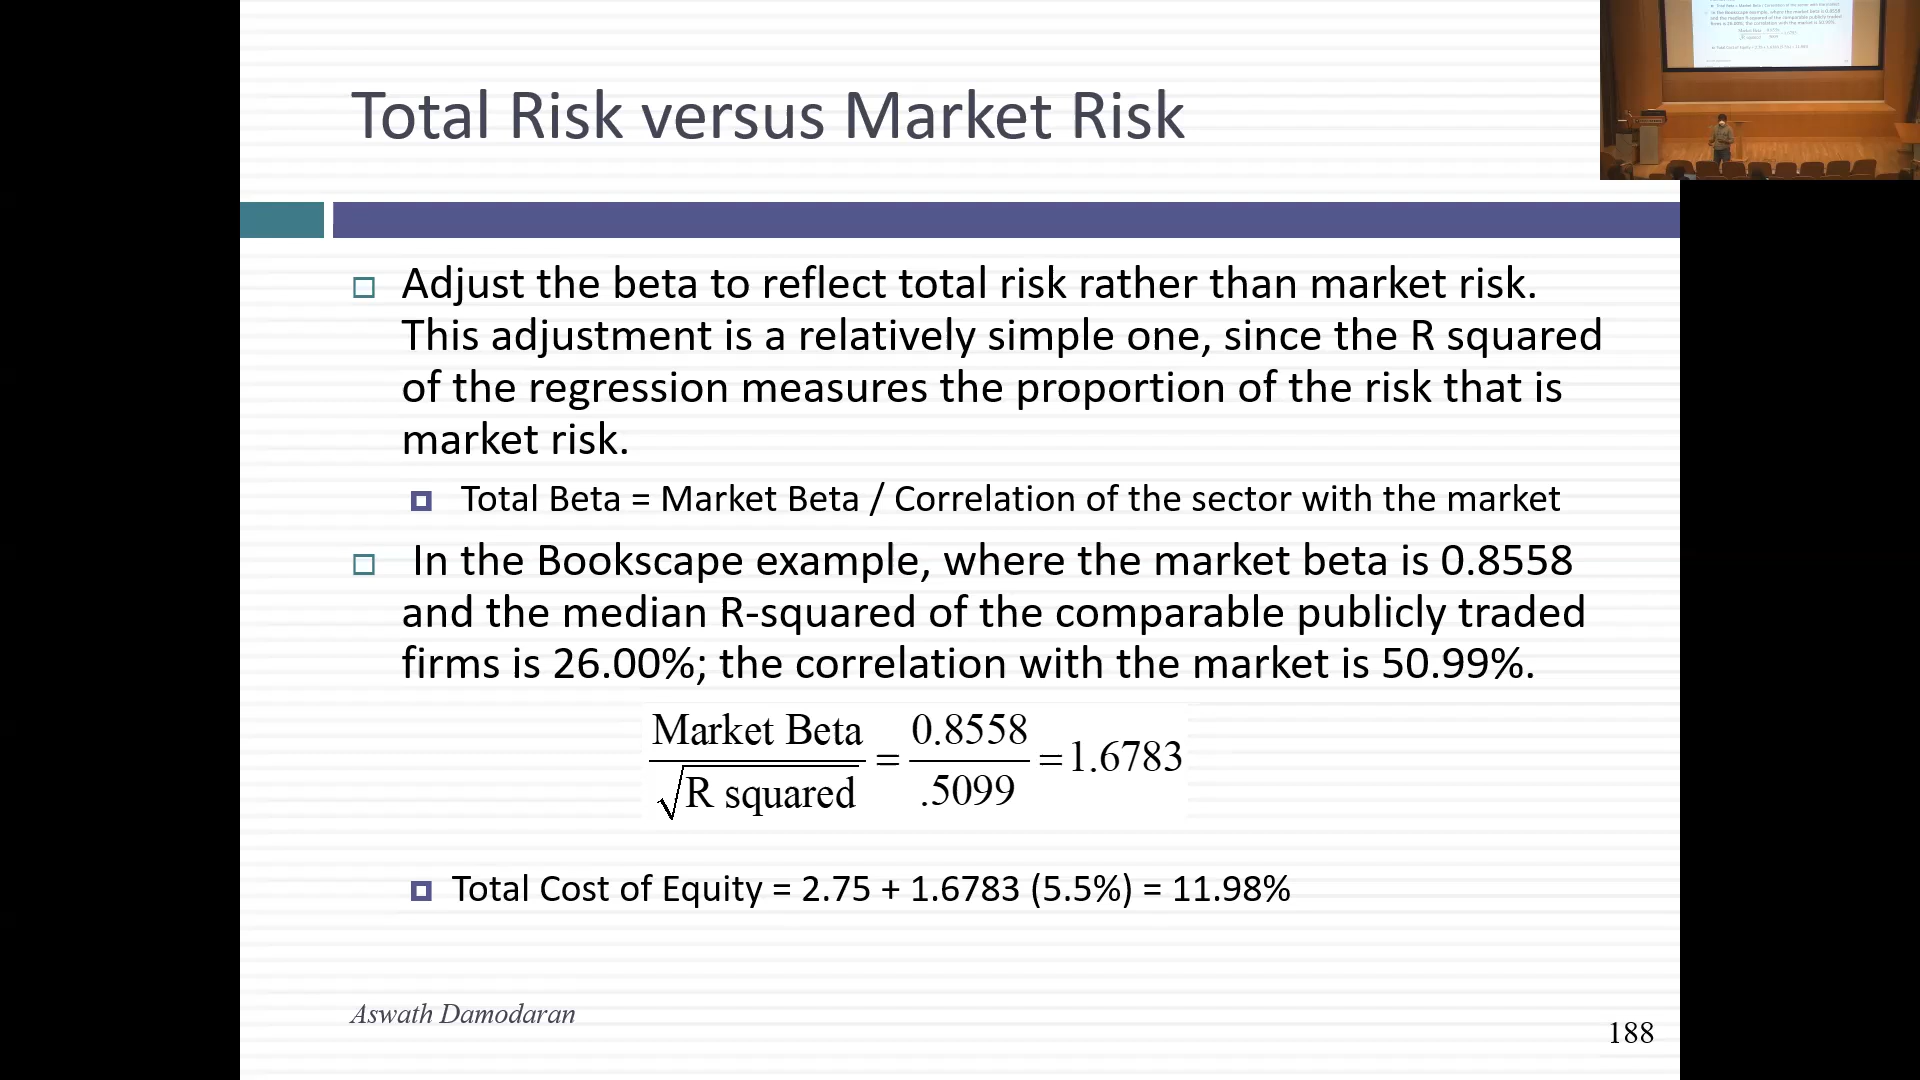 Total Risk versus Market Risk
Adjust the beta to reflect total risk rather than market risk.
This adjustment is a relatively simple one, since the R squared
of the regression measures the proportion of the risk that is
market risk.
Total Beta = Market Beta / Correlation of the sector with the market
In the Bookscape example, where the market beta is 0.8558
and the median R-squared of the comparable publicly traded
firms is 26.00%; the correlation with the market is 50.99%.
Market Beta / √R squared = 0.8558 / .5099 = 1.6783
Total Cost of Equity = 2.75 + 1.6783 (5.5%) = 11.98%
Aswath Damodaran
188